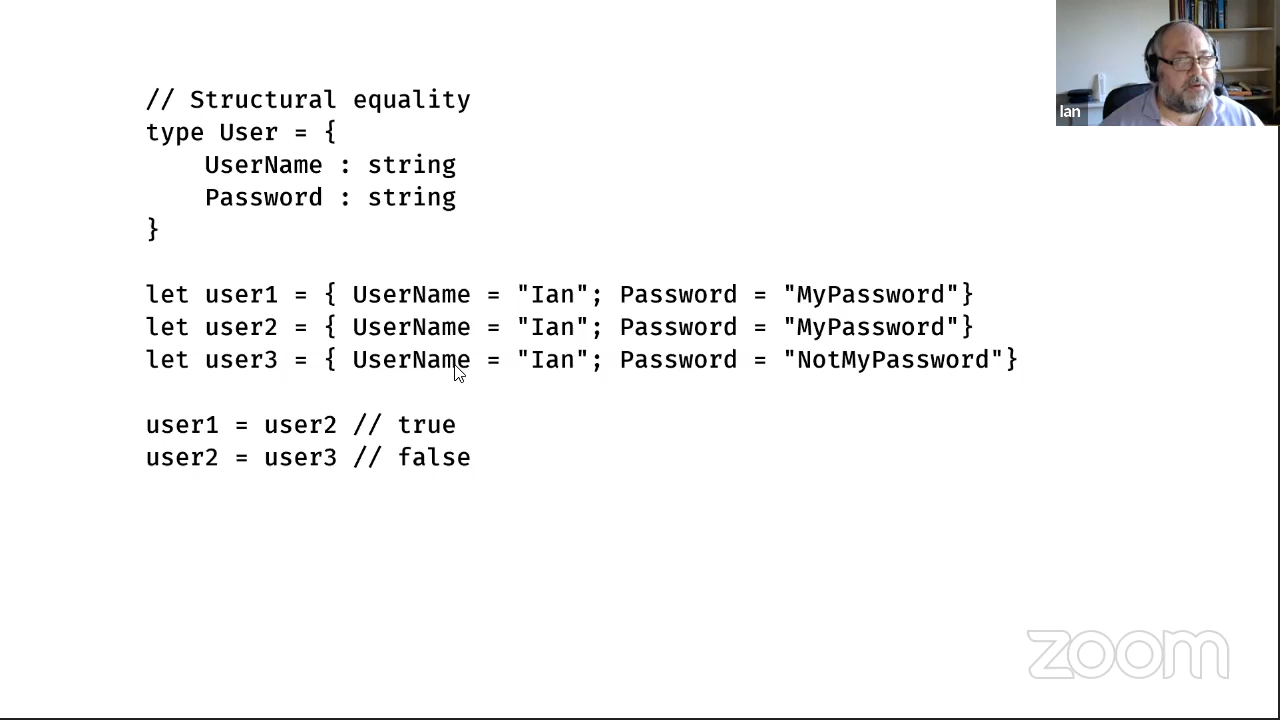 // Structural equality
type User = {
    UserName : string
    Password : string
}
let user1 = { UserName = "Ian"; Password = "MyPassword"}
let user2 = { UserName = "Ian"; Password = "MyPassword"}
let user3 = { UserName = "Ian"; Password = "NotMyPassword"}
user1 = user2 // true
user2 = user3 // false
Ian
zoom